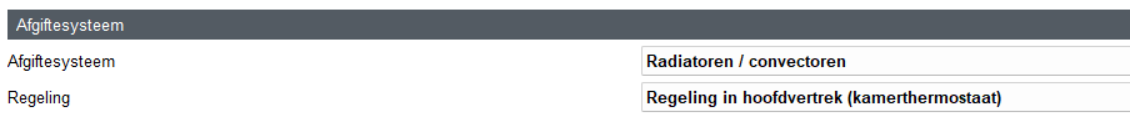 Afgiftesysteem
Afgiftesysteem Radiatoren / convectoren
Regeling Regeling in hoofdvertrek (kamerthermostaat)